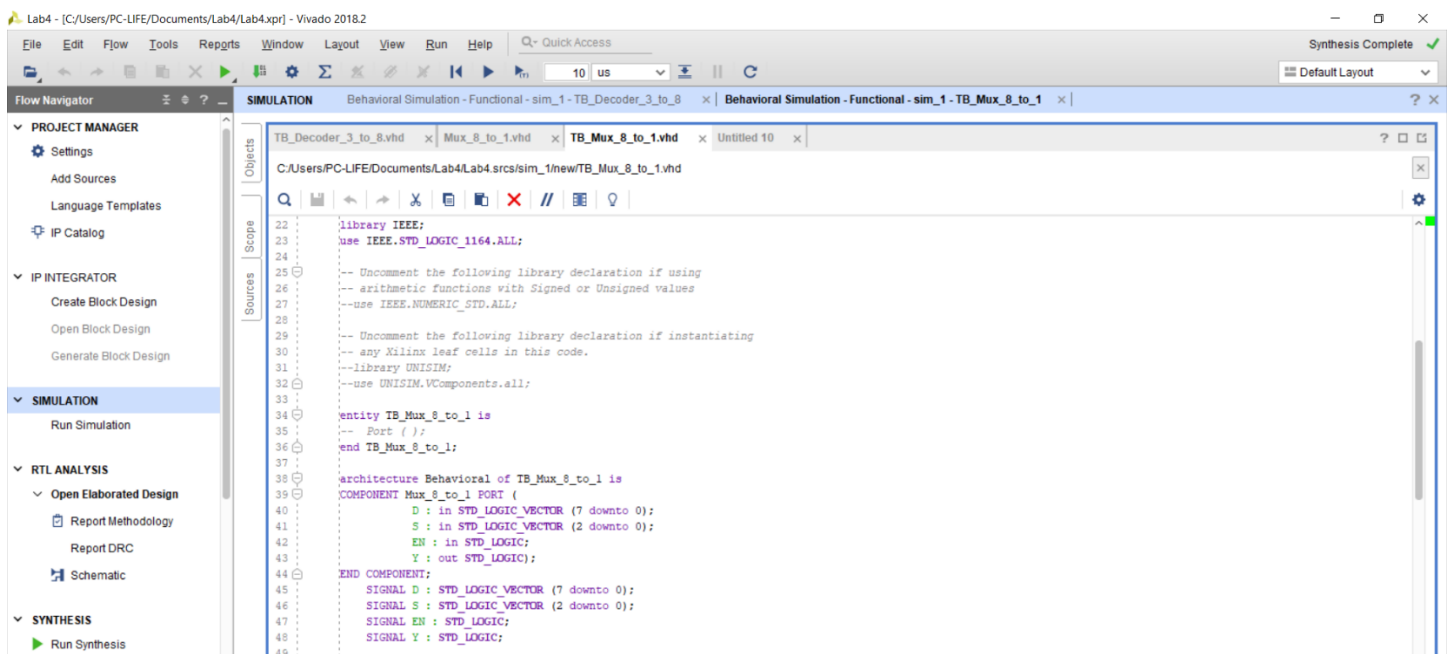 Lab4 - [C:/Users/PC-LIFE/Documents/Lab4/Lab4.xpr] - Vivado 2018.2
File Edit Flow Tools Reports Window Layout View Run Help Quick Access Synthesis Complete
10 us Default Layout
Flow Navigator ? SIMULATION Behavioral Simulation - Functional - sim_1 - TB_Decoder_3_to_8 × Behavioral Simulation - Functional - sim_1 - TB_Mux_8_to_1 × ? ×
PROJECT MANAGER
Settings
Add Sources
Language Templates
IP Catalog
IP INTEGRATOR
Create Block Design
Open Block Design
Generate Block Design
SIMULATION
Run Simulation
RTL ANALYSIS
Open Elaborated Design
Report Methodology
Report DRC
Schematic
SYNTHESIS
Run Synthesis
Objects
Scope
Sources
TB_Decoder_3_to_8.vhd × Mux_8_to_1.vhd × TB_Mux_8_to_1.vhd × Untitled 10 × ?
C:/Users/PC-LIFE/Documents/Lab4/Lab4.srcs/sim_1/new/TB_Mux_8_to_1.vhd
22 library IEEE;
23 use IEEE.STD_LOGIC_1164.ALL;
24
25 -- Uncomment the following library declaration if using
26 -- arithmetic functions with Signed or Unsigned values
27 --use IEEE.NUMERIC_STD.ALL;
28
29 -- Uncomment the following library declaration if instantiating
30 -- any Xilinx leaf cells in this code.
31 --library UNISIM;
32 --use UNISIM.VComponents.all;
33
34 entity TB_Mux_8_to_1 is
35 -- Port ( );
36 end TB_Mux_8_to_1;
37
38 architecture Behavioral of TB_Mux_8_to_1 is
39 COMPONENT Mux_8_to_1 PORT (
40 D : in STD_LOGIC_VECTOR (7 downto 0);
41 S : in STD_LOGIC_VECTOR (2 downto 0);
42 EN : in STD_LOGIC;
43 Y : out STD_LOGIC);
44 END COMPONENT;
45 SIGNAL D : STD_LOGIC_VECTOR (7 downto 0);
46 SIGNAL S : STD_LOGIC_VECTOR (2 downto 0);
47 SIGNAL EN : STD_LOGIC;
48 SIGNAL Y : STD_LOGIC;
49